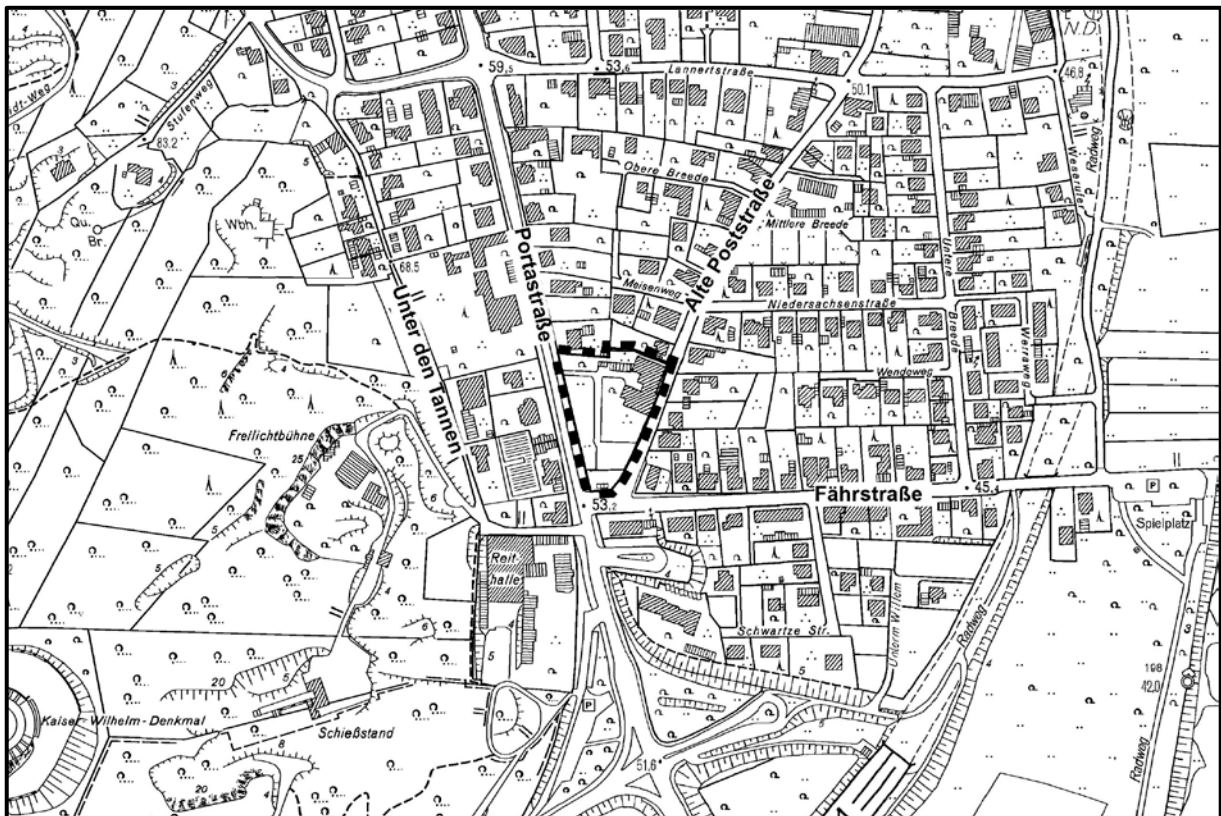 N.D.
59,5
53,6
Lannertstraße
50.1
46.8
Stufenweg
83.2
Radweg
Weserufer
Obere Breede
Qu.
Br.
Wbh.
Mittlere Breede
68.5
Portastraße
Alte Poststraße
Untere
Meisenweg
Niedersachsenstraße
Unter den Tannen
Breede
Werraweg
Wendeweg
Freilichtbühne
25
Fährstraße
45.4
P
53.2
Spielplatz
Reit-
halle
Schwartze Str.
Unterm Wilden
Radweg
198
42.0
20
Kaiser-Wilhelm-Denkmal
Schießstand
P
51,6
20
Radweg